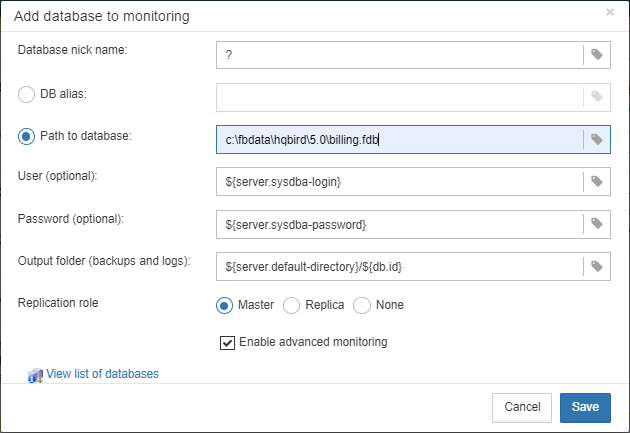 Add database to monitoring ×
Database nick name: ?
DB alias:
Path to database: c:\fbdata\hqbird\5.0\billing.fdb
User (optional): ${server.sysdba-login}
Password (optional): ${server.sysdba-password}
Output folder (backups and logs): ${server.default-directory}/${db.id}
Replication role Master Replica None
Enable advanced monitoring
View list of databases
Cancel Save